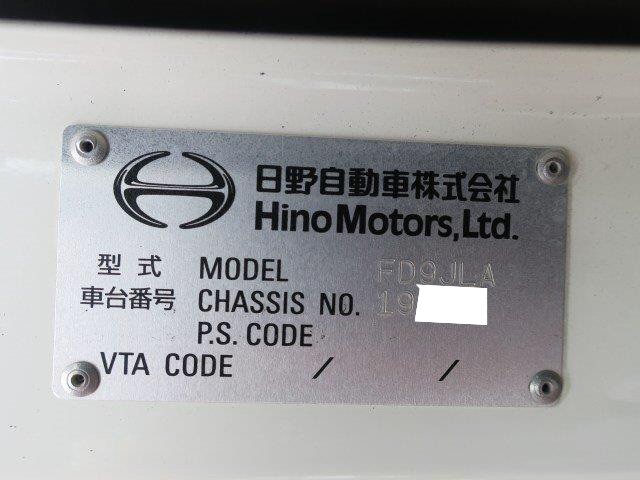 日野自動車株式会社
Hino Motors, Ltd.
型式 MODEL FD9JLA
車台番号 CHASSIS NO. 19
P.S. CODE
VTA CODE / /